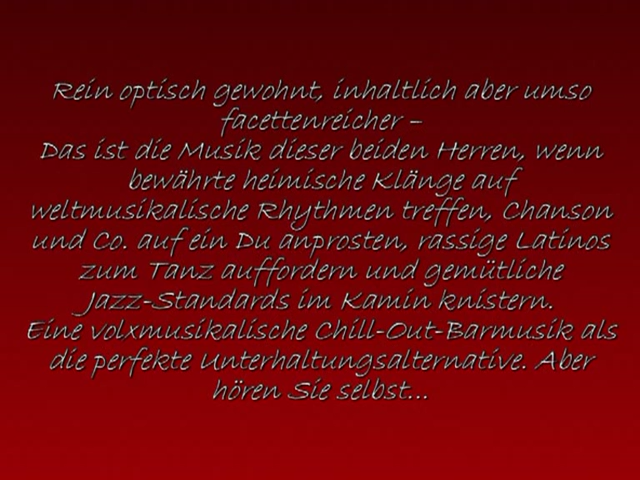 Rein optisch gewohnt, inhaltlich aber umso
facettenreicher –
Das ist die Musik dieser beiden Herren, wenn
bewährte heimische Klänge auf
weltmusikalische Rhythmen treffen, Chanson
und Co. auf ein Du anprosten, rassige Latinos
zum Tanz auffordern und gemütliche
Jazz-Standards im Kamin knistern.
Eine volxmusikalische Chill-Out-Barmusik als
die perfekte Unterhaltungsalternative. Aber
hören Sie selbst...